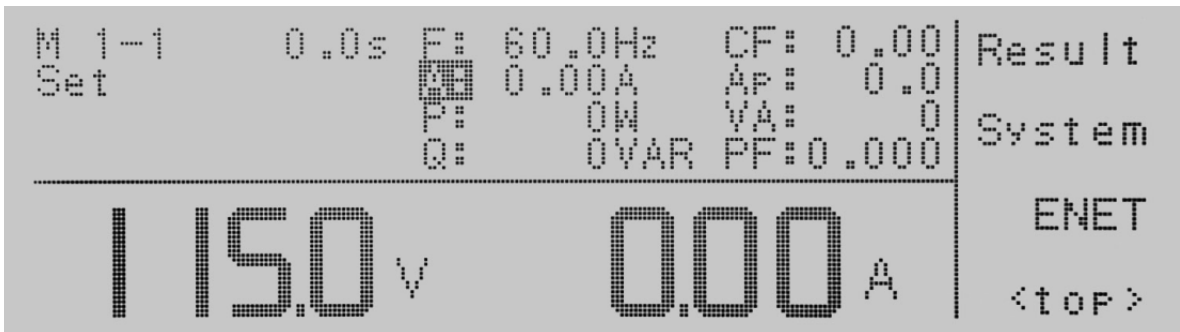 M 1-1 0.0s F: 60.0Hz CF: 0.00
Set A: 0.00A Ap: 0.0
P: 0W VA: 0
Q: 0VAR PF:0.000
115.0 V 0.00 A
Result
System
ENET
<top>